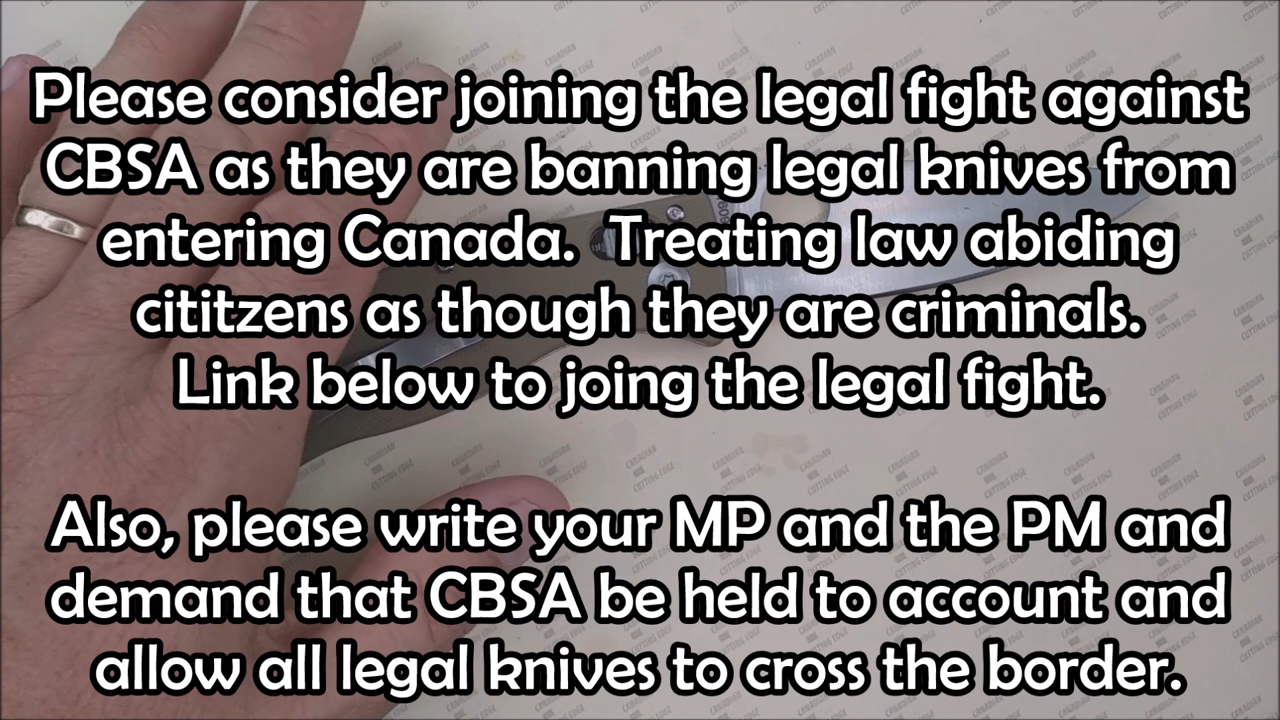 Please consider joining the legal fight against
CBSA as they are banning legal knives from
entering Canada.  Treating law abiding
cititzens as though they are criminals.
Link below to joing the legal fight.
Also, please write your MP and the PM and
demand that CBSA be held to account and
allow all legal knives to cross the border.
CANADIAN
CUTTING EDGE